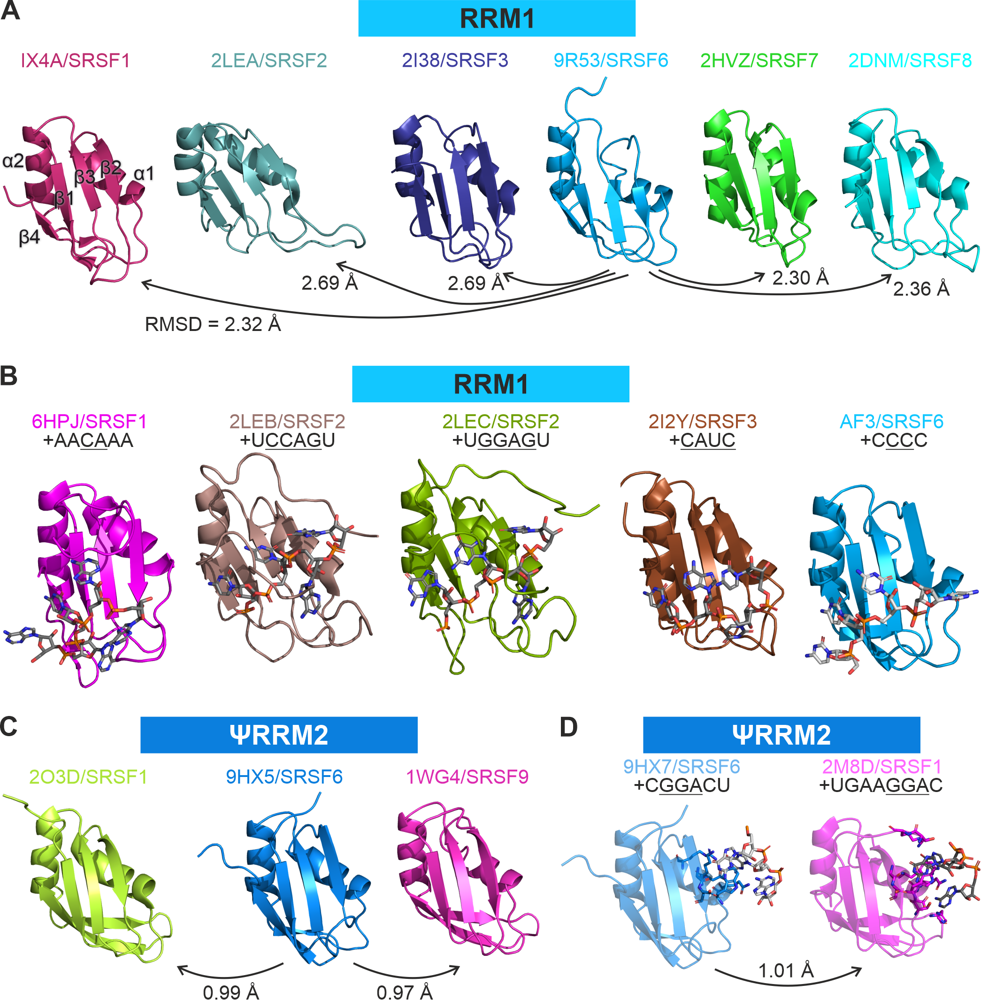 A
RRM1
IX4A/SRSF1
2LEA/SRSF2
2I38/SRSF3
9R53/SRSF6
2HVZ/SRSF7
2DNM/SRSF8
α2
β3
β2
α1
β1
β4
2.69 Å
2.69 Å
2.30 Å
2.36 Å
RMSD = 2.32 Å
B
RRM1
6HPJ/SRSF1
+AACAAA
2LEB/SRSF2
+UCCAGU
2LEC/SRSF2
+UGGAGU
2I2Y/SRSF3
+CAUC
AF3/SRSF6
+CCCC
C
ΨRRM2
2O3D/SRSF1
9HX5/SRSF6
1WG4/SRSF9
0.99 Å
0.97 Å
D
ΨRRM2
9HX7/SRSF6
+CGGACU
2M8D/SRSF1
+UGAAGGAC
1.01 Å